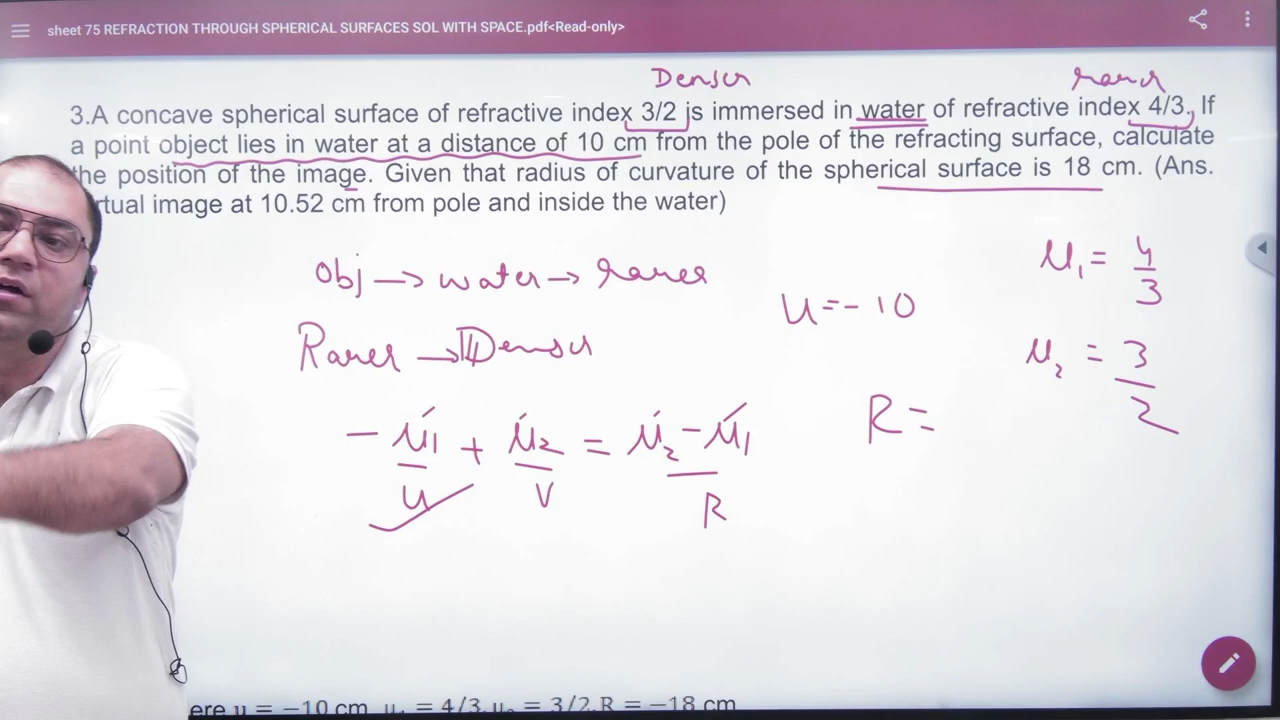 sheet 75 REFRACTION THROUGH SPHERICAL SURFACES SOL WITH SPACE.pdf<Read-only>
Denser rarer
3.A concave spherical surface of refractive index 3/2 is immersed in water of refractive index 4/3. If
a point object lies in water at a distance of 10 cm from the pole of the refracting surface, calculate
the position of the image. Given that radius of curvature of the spherical surface is 18 cm. (Ans.
rtual image at 10.52 cm from pole and inside the water)
Obj → water → rarer
Rarer → Denser
- μ₁/u + μ₂/v = μ₂ - μ₁/R
u = - 10
R =
μ₁ = 4/3
μ₂ = 3/2
ere u = −10 cm, μ₁ = 4/3, μ₂ = 3/2, R = −18 cm